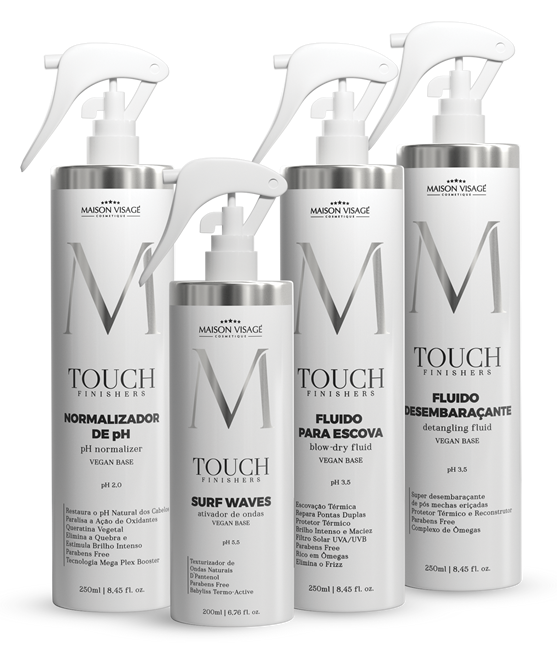 MAISON VISAGÉ
COSMETIQUE
M
TOUCH
FINISHERS
NORMALIZADOR
DE pH
pH normalizer
VEGAN BASE
pH 2.0
Restaura o pH Natural dos Cabelos
Paralisa a Ação de Oxidantes
Queratina Vegetal
Elimina a Quebra e
Estimula Brilho Intenso
Parabens Free
Tecnologia Mega Plex Booster
250ml | 8,45 fl. oz.
MAISON VISAGÉ
COSMETIQUE
M
TOUCH
FINISHERS
SURF WAVES
ativador de ondas
VEGAN BASE
pH 5,5
Texturizador de
Ondas Naturais
D'Pantenol
Parabens Free
Babyliss Termo-Active
200ml | 6,76 fl. oz.
MAISON VISAGÉ
COSMETIQUE
M
TOUCH
FINISHERS
FLUIDO
PARA ESCOVA
blow-dry fluid
VEGAN BASE
pH 3,5
Escovação Térmica
Repara Pontas Duplas
Protetor Térmico
Brilho Intenso e Maciez
Filtro Solar UVA/UVB
Parabens Free
Rico em Ômegas
Elimina o Frizz
250ml | 8,45 fl. oz.
MAISON VISAGÉ
COSMETIQUE
M
TOUCH
FINISHERS
FLUIDO
DESEMBARAÇANTE
detangling fluid
VEGAN BASE
pH 3.5
Super desembaraçante
de pós mechas eriçadas
Protetor Térmico e Reconstrutor
Parabens Free
Complexo de Ômegas
250ml | 8,45 fl. oz.